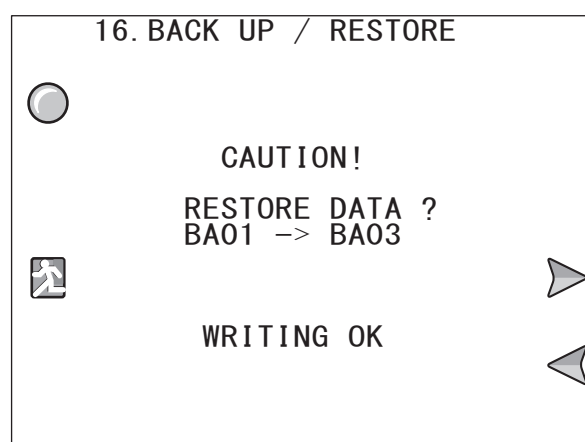 16. BACK UP / RESTORE
CAUTION!
RESTORE DATA ?
BA01 -> BA03
WRITING OK